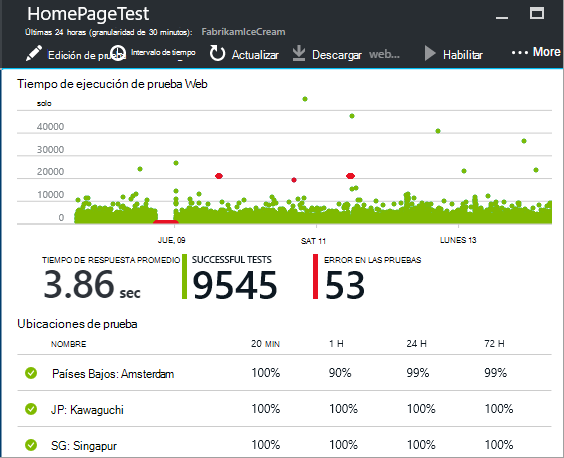 HomePageTest
Últimas 24 horas (granularidad de 30 minutos): FabrikamIceCream
Edición de prueba Intervalo de tiempo Actualizar Descargar web... Habilitar ••• More
Tiempo de ejecución de prueba Web
solo
40000
30000
20000
10000
0
JUE, 09 SAT 11 LUNES 13
TIEMPO DE RESPUESTA PROMEDIO SUCCESSFUL TESTS ERROR EN LAS PRUEBAS
3.86 sec 9545 53
Ubicaciones de prueba
NOMBRE 20 MIN 1 H 24 H 72 H
Países Bajos: Amsterdam 100% 90% 99% 99%
JP: Kawaguchi 100% 100% 100% 100%
SG: Singapur 100% 100% 100% 100%